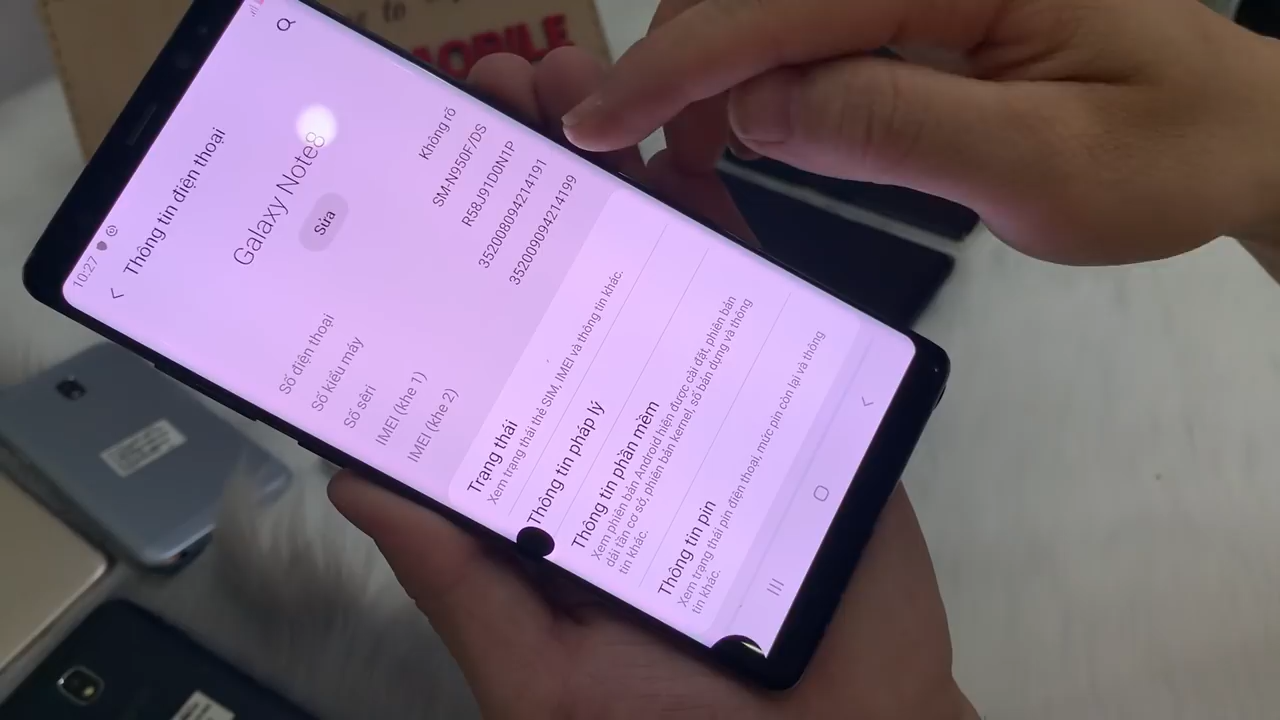 MOBILE
10:27
Thông tin điện thoại
Galaxy Note8
Sửa
Số điện thoại Không rõ
Số kiểu máy SM-N950F/DS
Số sêri R58J91D0N1P
IMEI (khe 1) 352008094214191
IMEI (khe 2) 352009094214199
Trạng thái
Xem trạng thái thẻ SIM, IMEI và thông tin khác.
Thông tin pháp lý
Thông tin phần mềm
Xem phiên bản Android hiện được cài đặt, phiên bản
dải tần cơ sở, phiên bản kernel, số bản dựng và thông
tin khác.
Thông tin pin
Xem trạng thái pin điện thoại, mức pin còn lại và thông
tin khác.